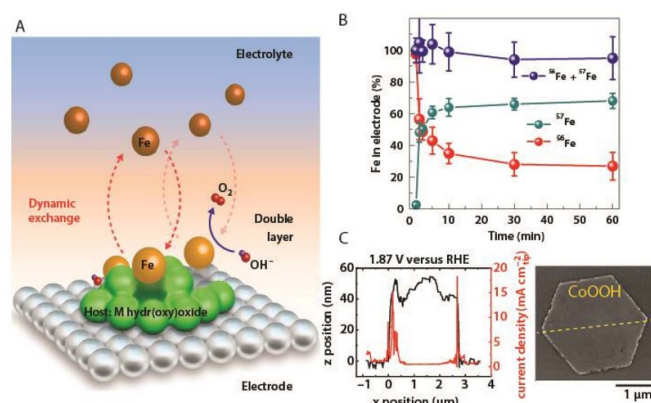 A
Electrolyte
Fe
Dynamic
exchange
O2
Double
layer
OH−
Fe
Host: M hydr(oxy)oxide
Electrode
B
Fe in electrode (%)
100
80
60
40
20
0
56Fe + 57Fe
57Fe
56Fe
0 10 20 30 40 50 60
Time (min)
C
1.87 V versus RHE
z position (nm)
60
40
20
0
20
15
10
5
0
current density (mA cm−2tip)
−1 0 1 2 3 4
x position (μm)
CoOOH
1 μm